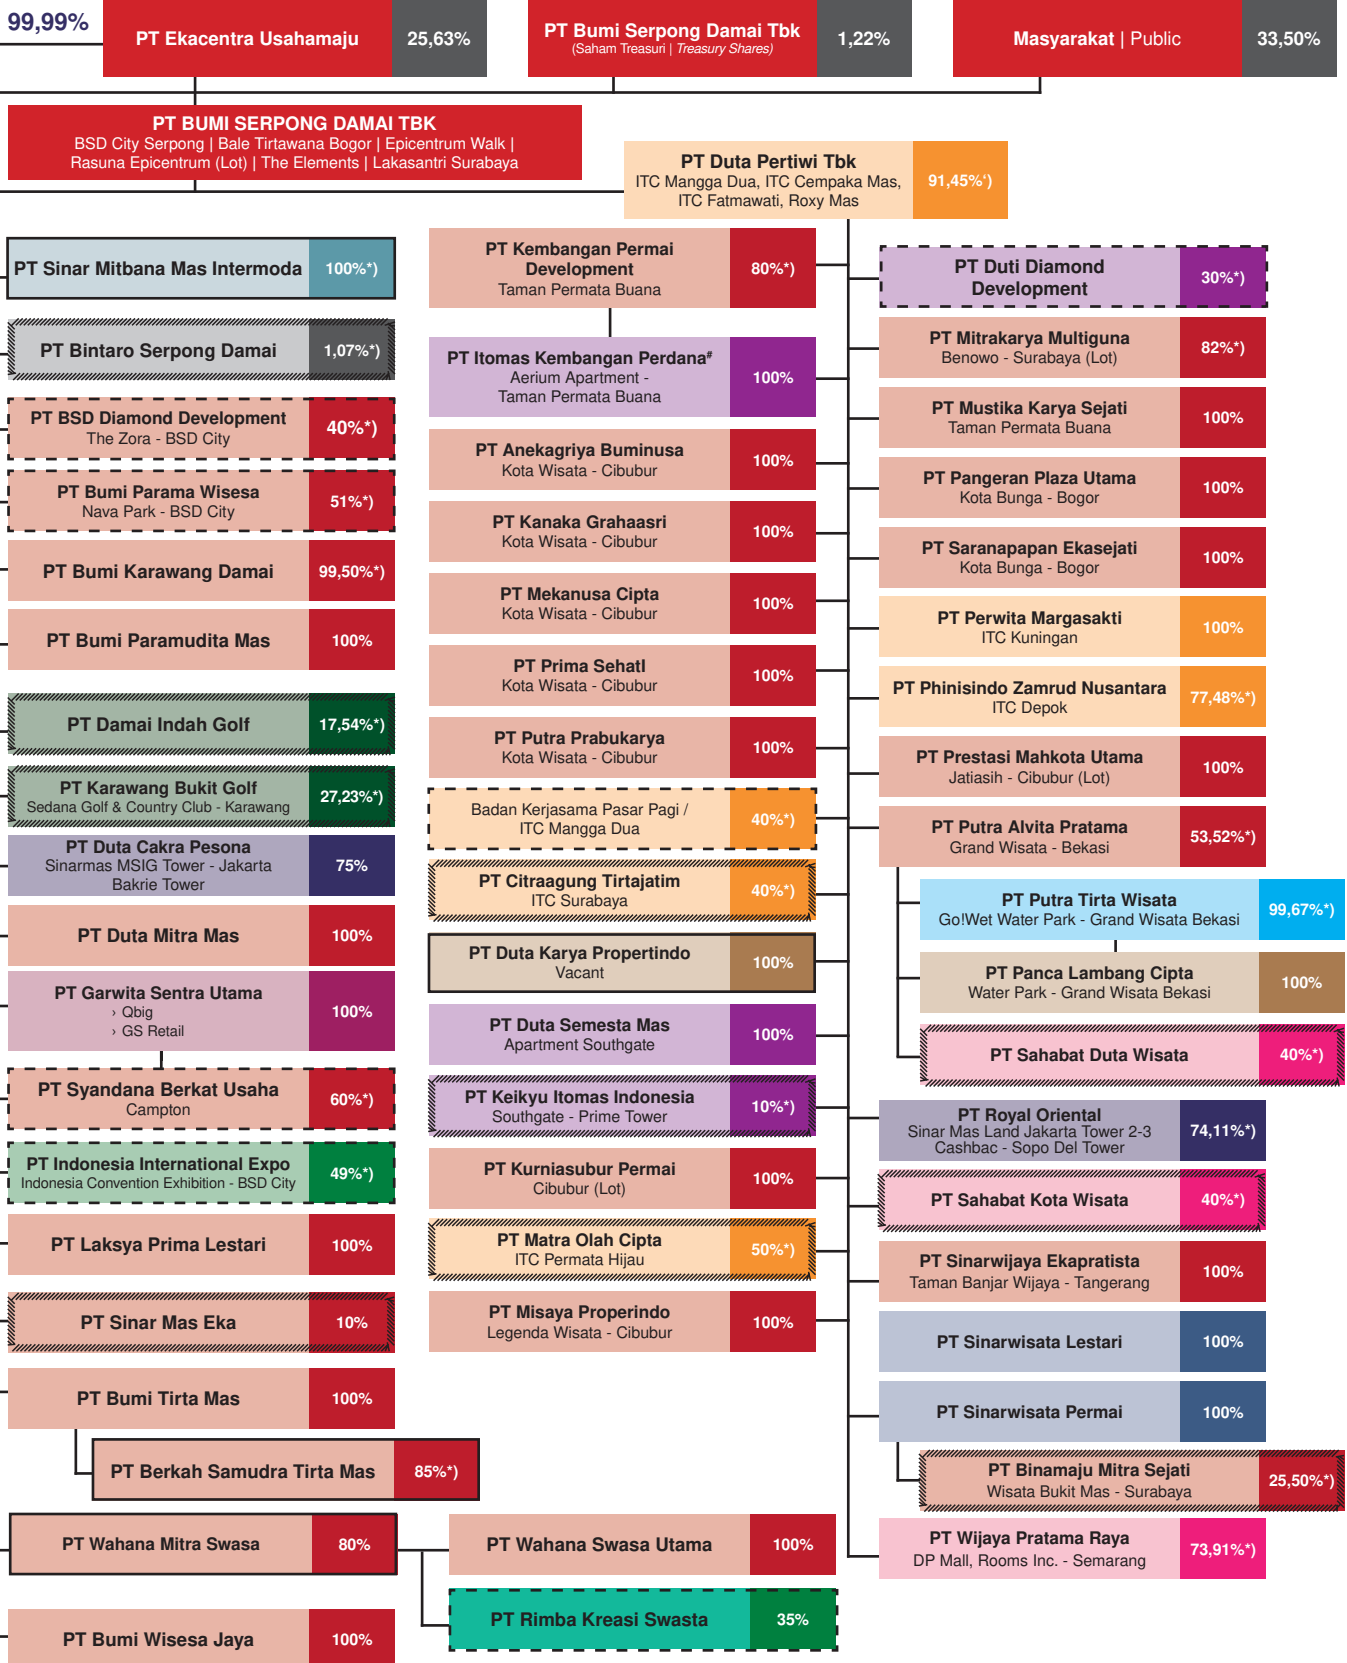 99,99%
PT Ekacentra Usahamaju
25,63%
PT Bumi Serpong Damai Tbk
(Saham Treasuri | Treasury Shares)
1,22%
Masyarakat | Public
33,50%
PT BUMI SERPONG DAMAI TBK
BSD City Serpong | Bale Tirtawana Bogor | Epicentrum Walk |
Rasuna Epicentrum (Lot) | The Elements | Lakasantri Surabaya
PT Duta Pertiwi Tbk
ITC Mangga Dua, ITC Cempaka Mas,
ITC Fatmawati, Roxy Mas
91,45%‘)
PT Sinar Mitbana Mas Intermoda
100%*)
PT Bintaro Serpong Damai
1,07%*)
PT BSD Diamond Development
The Zora - BSD City
40%*)
PT Bumi Parama Wisesa
Nava Park - BSD City
51%*)
PT Bumi Karawang Damai
99,50%*)
PT Bumi Paramudita Mas
100%
PT Damai Indah Golf
17,54%*)
PT Karawang Bukit Golf
Sedana Golf & Country Club - Karawang
27,23%*)
PT Duta Cakra Pesona
Sinarmas MSIG Tower - Jakarta
Bakrie Tower
75%
PT Duta Mitra Mas
100%
PT Garwita Sentra Utama
› Qbig
› GS Retail
100%
PT Syandana Berkat Usaha
Campton
60%*)
PT Indonesia International Expo
Indonesia Convention Exhibition - BSD City
49%*)
PT Laksya Prima Lestari
100%
PT Sinar Mas Eka
10%
PT Bumi Tirta Mas
100%
PT Berkah Samudra Tirta Mas
85%*)
PT Wahana Mitra Swasa
80%
PT Bumi Wisesa Jaya
100%
PT Kembangan Permai
Development
Taman Permata Buana
80%*)
PT Itomas Kembangan Perdana#
Aerium Apartment -
Taman Permata Buana
100%
PT Anekagriya Buminusa
Kota Wisata - Cibubur
100%
PT Kanaka Grahaasri
Kota Wisata - Cibubur
100%
PT Mekanusa Cipta
Kota Wisata - Cibubur
100%
PT Prima Sehatl
Kota Wisata - Cibubur
100%
PT Putra Prabukarya
Kota Wisata - Cibubur
100%
Badan Kerjasama Pasar Pagi /
ITC Mangga Dua
40%*)
PT Citraagung Tirtajatim
ITC Surabaya
40%*)
PT Duta Karya Propertindo
Vacant
100%
PT Duta Semesta Mas
Apartment Southgate
100%
PT Keikyu Itomas Indonesia
Southgate - Prime Tower
10%*)
PT Kurniasubur Permai
Cibubur (Lot)
100%
PT Matra Olah Cipta
ITC Permata Hijau
50%*)
PT Misaya Properindo
Legenda Wisata - Cibubur
100%
PT Wahana Swasa Utama
100%
PT Rimba Kreasi Swasta
35%
PT Duti Diamond
Development
30%*)
PT Mitrakarya Multiguna
Benowo - Surabaya (Lot)
82%*)
PT Mustika Karya Sejati
Taman Permata Buana
100%
PT Pangeran Plaza Utama
Kota Bunga - Bogor
100%
PT Saranapapan Ekasejati
Kota Bunga - Bogor
100%
PT Perwita Margasakti
ITC Kuningan
100%
PT Phinisindo Zamrud Nusantara
ITC Depok
77,48%*)
PT Prestasi Mahkota Utama
Jatiasih - Cibubur (Lot)
100%
PT Putra Alvita Pratama
Grand Wisata - Bekasi
53,52%*)
PT Putra Tirta Wisata
Go!Wet Water Park - Grand Wisata Bekasi
99,67%*)
PT Panca Lambang Cipta
Water Park - Grand Wisata Bekasi
100%
PT Sahabat Duta Wisata
40%*)
PT Royal Oriental
Sinar Mas Land Jakarta Tower 2-3
Cashbac - Sopo Del Tower
74,11%*)
PT Sahabat Kota Wisata
40%*)
PT Sinarwijaya Ekapratista
Taman Banjar Wijaya - Tangerang
100%
PT Sinarwisata Lestari
100%
PT Sinarwisata Permai
100%
PT Binamaju Mitra Sejati
Wisata Bukit Mas - Surabaya
25,50%*)
PT Wijaya Pratama Raya
DP Mall, Rooms Inc. - Semarang
73,91%*)